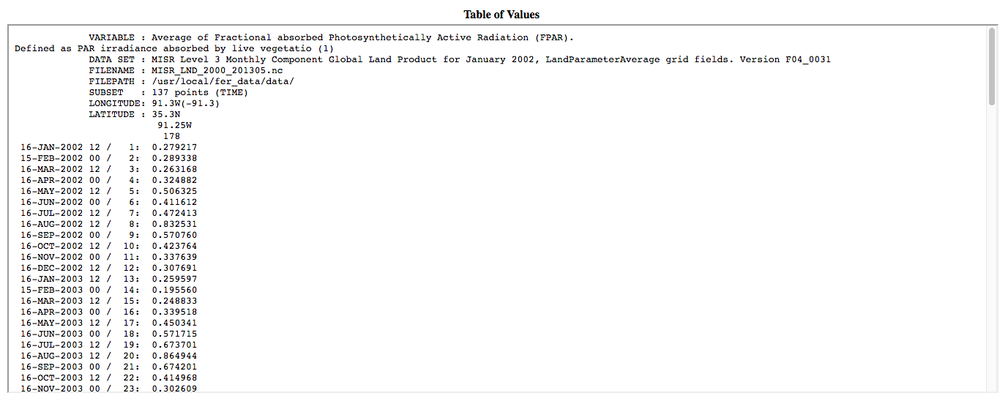 Table of Values
VARIABLE : Average of Fractional absorbed Photosynthetically Active Radiation (FPAR).
Defined as PAR irradiance absorbed by live vegetatio (1)
DATA SET : MISR Level 3 Monthly Component Global Land Product for January 2002, LandParameterAverage grid fields. Version F04_0031
FILENAME : MISR_LND_2000_201305.nc
FILEPATH : /usr/local/fer_data/data/
SUBSET   : 137 points (TIME)
LONGITUDE: 91.3W(-91.3)
LATITUDE : 35.3N
91.25W
178
16-JAN-2002 12 /   1:  0.279217
15-FEB-2002 00 /   2:  0.289338
16-MAR-2002 12 /   3:  0.263168
16-APR-2002 00 /   4:  0.324882
16-MAY-2002 12 /   5:  0.506325
16-JUN-2002 00 /   6:  0.411612
16-JUL-2002 12 /   7:  0.472413
16-AUG-2002 12 /   8:  0.832531
16-SEP-2002 00 /   9:  0.570760
16-OCT-2002 12 /  10:  0.423764
16-NOV-2002 00 /  11:  0.337639
16-DEC-2002 12 /  12:  0.307691
16-JAN-2003 12 /  13:  0.259597
15-FEB-2003 00 /  14:  0.195560
16-MAR-2003 12 /  15:  0.248833
16-APR-2003 00 /  16:  0.339518
16-MAY-2003 12 /  17:  0.450341
16-JUN-2003 00 /  18:  0.571715
16-JUL-2003 12 /  19:  0.673701
16-AUG-2003 12 /  20:  0.864944
16-SEP-2003 00 /  21:  0.674201
16-OCT-2003 12 /  22:  0.414968
16-NOV-2003 00 /  23:  0.302609